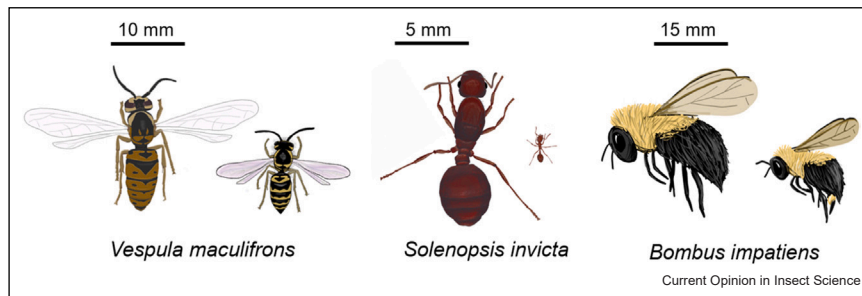 10 mm
5 mm
15 mm
Vespula maculifrons
Solenopsis invicta
Bombus impatiens
Current Opinion in Insect Science